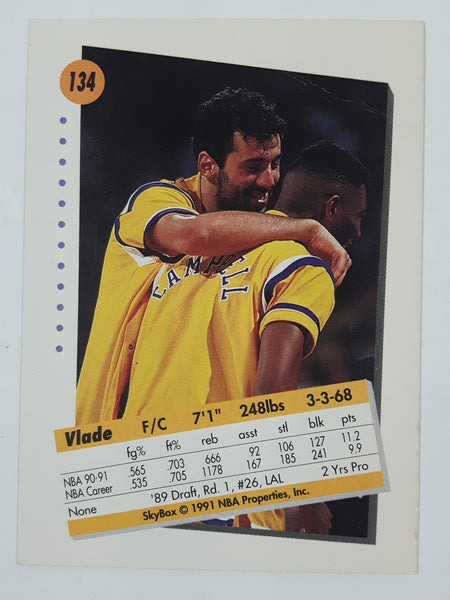 134
CAMPBELL
Vlade F/C 7'1" 248lbs 3-3-68
fg% ft% reb asst stl blk pts
NBA 90-91 .565 .703 666 92 106 127 11.2
NBA Career .535 .705 1178 167 185 241 9.9
None '89 Draft, Rd. 1, #26, LAL 2 Yrs Pro
SkyBox © 1991 NBA Properties, Inc.